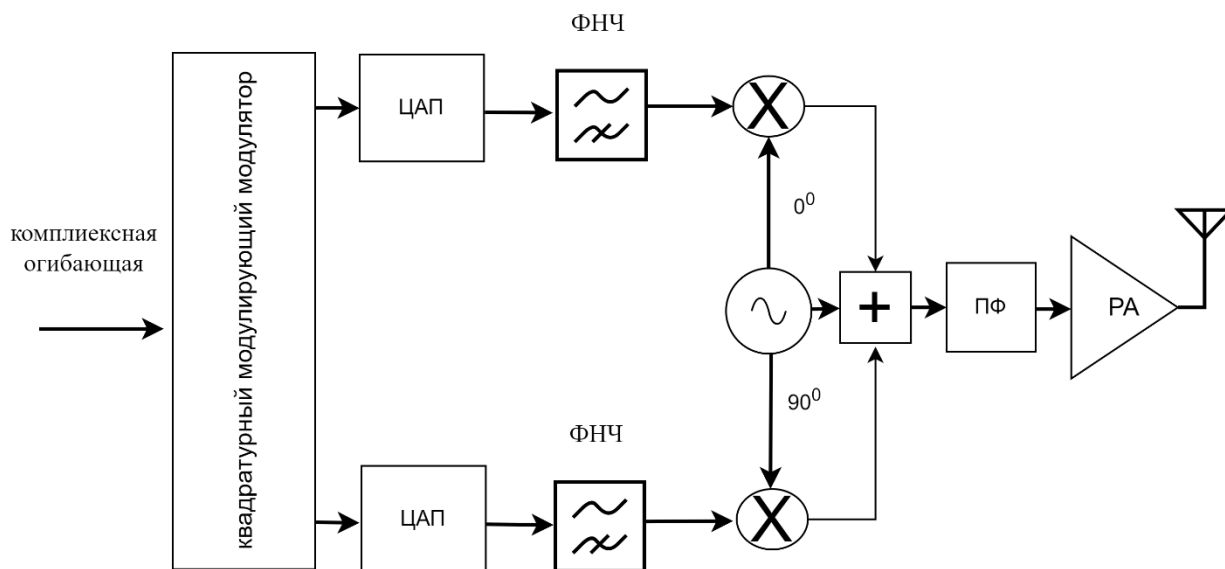 ФНЧ
ЦАП
X
0⁰
комплиексная
огибающая
квадратурный модулирующий модулятор
+
ПФ
PA
90⁰
ФНЧ
ЦАП
X